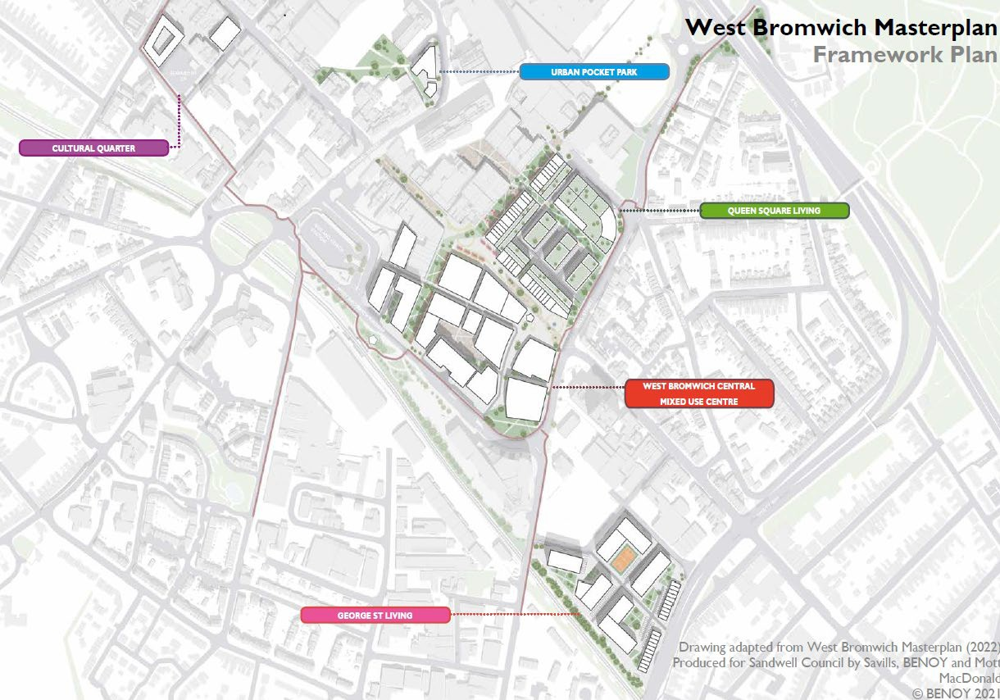 West Bromwich Masterplan
Framework Plan
URBAN POCKET PARK
CULTURAL QUARTER
QUEEN SQUARE LIVING
WEST BROMWICH CENTRAL
MIXED USE CENTRE
GEORGE ST LIVING
Drawing adapted from West Bromwich Masterplan (2022)
Produced for Sandwell Council by Savills, BENOY and Mott
MacDonald
© BENOY 2021